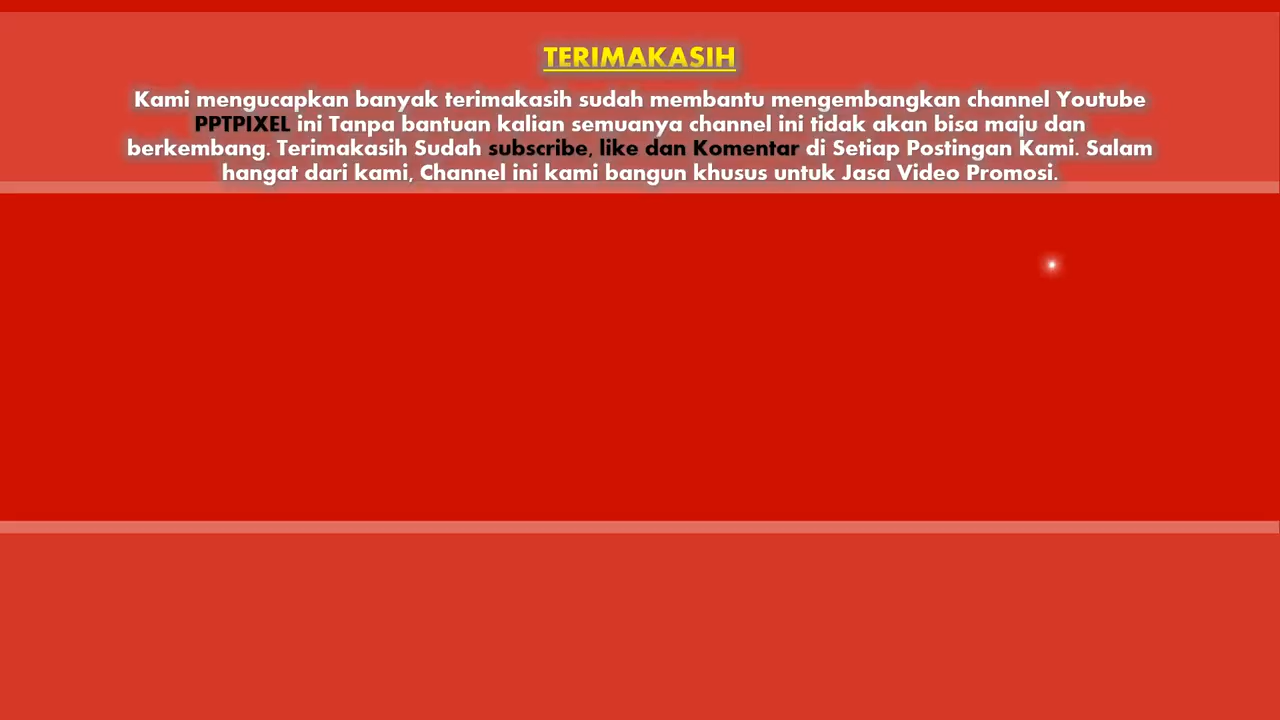 TERIMAKASIH
Kami mengucapkan banyak terimakasih sudah membantu mengembangkan channel Youtube
PPTPIXEL ini Tanpa bantuan kalian semuanya channel ini tidak akan bisa maju dan
berkembang. Terimakasih Sudah subscribe, like dan Komentar di Setiap Postingan Kami. Salam
hangat dari kami, Channel ini kami bangun khusus untuk Jasa Video Promosi.